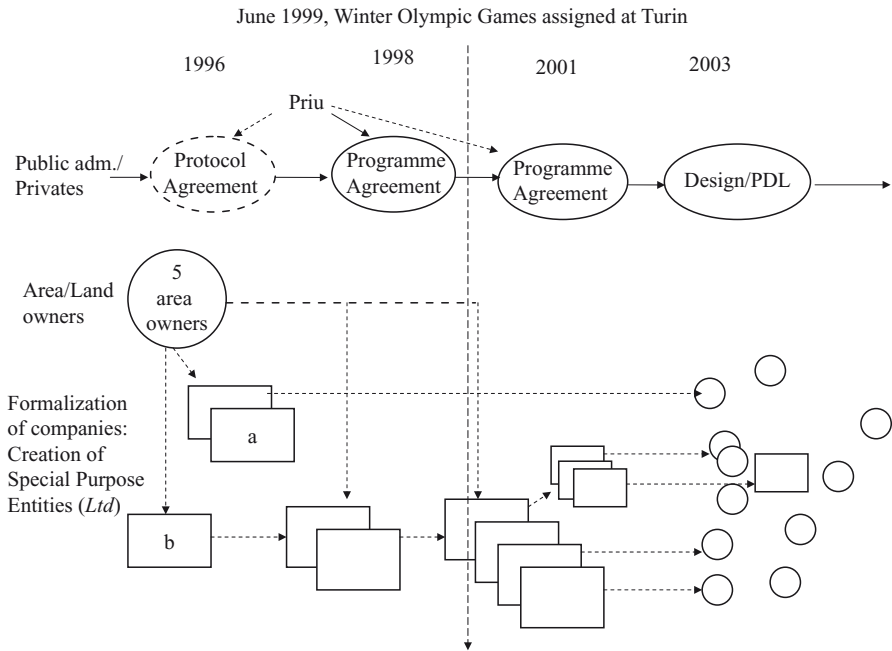 June 1999, Winter Olympic Games assigned at Turin
1996
1998
2001
2003
Priu
Public adm./
Privates
Protocol
Agreement
Programme
Agreement
Programme
Agreement
Design/PDL
Area/Land
owners
5
area
owners
Formalization
of companies:
Creation of
Special Purpose
Entities (Ltd)
a
b